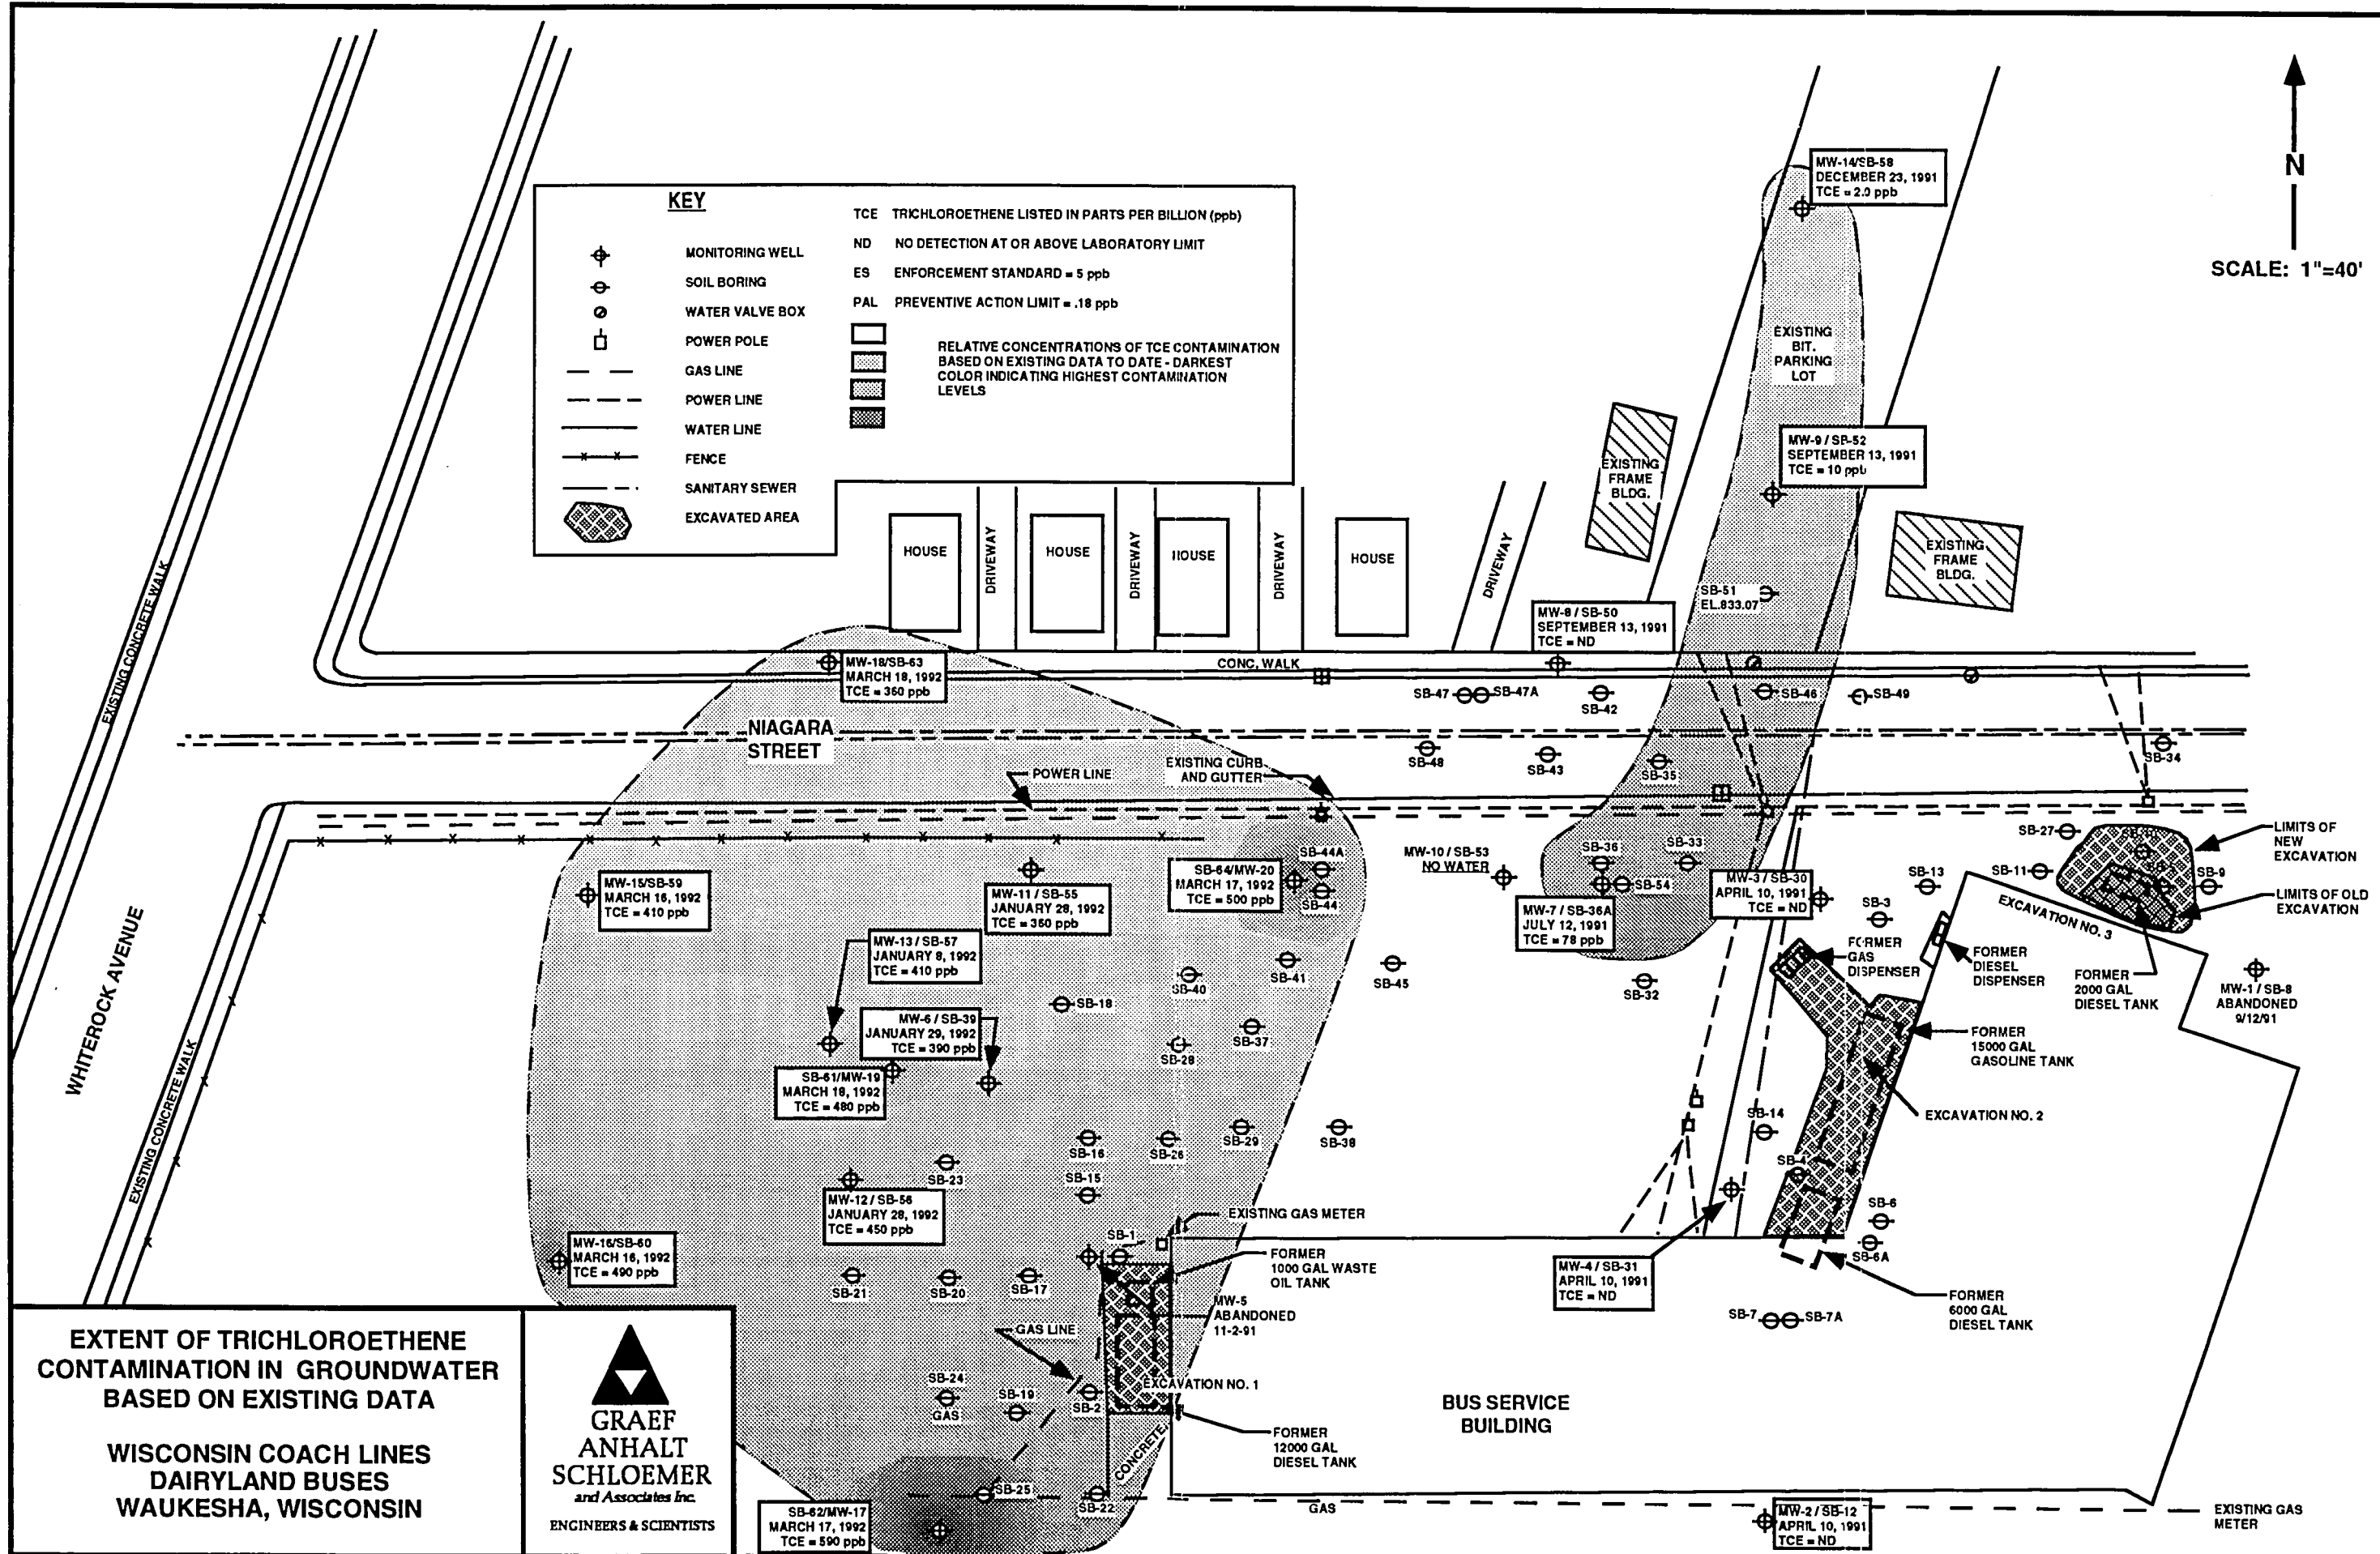 N
SCALE: 1"=40'
KEY
MONITORING WELL
SOIL BORING
WATER VALVE BOX
POWER POLE
GAS LINE
POWER LINE
WATER LINE
FENCE
SANITARY SEWER
EXCAVATED AREA
TCE TRICHLOROETHENE LISTED IN PARTS PER BILLION (ppb)
ND NO DETECTION AT OR ABOVE LABORATORY LIMIT
ES ENFORCEMENT STANDARD = 5 ppb
PAL PREVENTIVE ACTION LIMIT = .18 ppb
RELATIVE CONCENTRATIONS OF TCE CONTAMINATION
BASED ON EXISTING DATA TO DATE - DARKEST
COLOR INDICATING HIGHEST CONTAMINATION
LEVELS
MW-14/SB-58
DECEMBER 23, 1991
TCE = 2.0 ppb
EXISTING
BIT.
PARKING
LOT
MW-9 / SB-52
SEPTEMBER 13, 1991
TCE = 10 ppb
EXISTING
FRAME
BLDG.
EXISTING
FRAME
BLDG.
HOUSE
DRIVEWAY
HOUSE
DRIVEWAY
HOUSE
DRIVEWAY
HOUSE
DRIVEWAY
SB-51
EL.833.07
MW-8 / SB-50
SEPTEMBER 13, 1991
TCE = ND
EXISTING CONCRETE WALK
MW-18/SB-63
MARCH 18, 1992
TCE = 360 ppb
CONC. WALK
SB-47
SB-47A
SB-42
SB-46
SB-49
NIAGARA
STREET
SB-48
SB-43
SB-35
SB-34
POWER LINE
EXISTING CURB
AND GUTTER
SB-27
LIMITS OF
NEW
EXCAVATION
SB-44A
SB-64/MW-20
MARCH 17, 1992
TCE = 500 ppb
SB-44
MW-10 / SB-53
NO WATER
SB-36
SB-33
SB-54
MW-3 / SB-30
APRIL 10, 1991
TCE = ND
SB-13
SB-11
SB-9
LIMITS OF OLD
EXCAVATION
MW-15/SB-59
MARCH 16, 1992
TCE = 410 ppb
MW-11 / SB-55
JANUARY 28, 1992
TCE = 360 ppb
MW-7 / SB-36A
JULY 12, 1991
TCE = 78 ppb
SB-3
EXCAVATION NO. 3
WHITEROCK AVENUE
MW-13 / SB-57
JANUARY 8, 1992
TCE = 410 ppb
SB-40
SB-41
SB-45
SB-32
FORMER
GAS
DISPENSER
FORMER
DIESEL
DISPENSER
FORMER
2000 GAL
DIESEL TANK
MW-1 / SB-8
ABANDONED
9/12/91
SB-18
MW-6 / SB-39
JANUARY 29, 1992
TCE = 390 ppb
SB-28
SB-37
FORMER
15000 GAL
GASOLINE TANK
SB-61/MW-19
MARCH 18, 1992
TCE = 480 ppb
EXCAVATION NO. 2
EXISTING CONCRETE WALK
SB-16
SB-26
SB-29
SB-38
SB-14
SB-23
SB-15
SB-4
MW-12 / SB-56
JANUARY 28, 1992
TCE = 450 ppb
EXISTING GAS METER
SB-6
SB-6A
MW-16/SB-60
MARCH 16, 1992
TCE = 490 ppb
SB-1
FORMER
1000 GAL WASTE
OIL TANK
SB-21
SB-20
SB-17
MW-4 / SB-31
APRIL 10, 1991
TCE = ND
MW-5
ABANDONED
11-2-91
FORMER
6000 GAL
DIESEL TANK
SB-7
SB-7A
GAS LINE
SB-24
GAS
SB-19
SB-2
EXCAVATION NO. 1
BUS SERVICE
BUILDING
FORMER
12000 GAL
DIESEL TANK
CONCRETE
SB-25
SB-22
GAS
SB-62/MW-17
MARCH 17, 1992
TCE = 590 ppb
MW-2 / SB-12
APRIL 10, 1991
TCE = ND
EXISTING GAS
METER
EXTENT OF TRICHLOROETHENE
CONTAMINATION IN GROUNDWATER
BASED ON EXISTING DATA
WISCONSIN COACH LINES
DAIRYLAND BUSES
WAUKESHA, WISCONSIN
GRAEF
ANHALT
SCHLOEMER
and Associates Inc.
ENGINEERS & SCIENTISTS